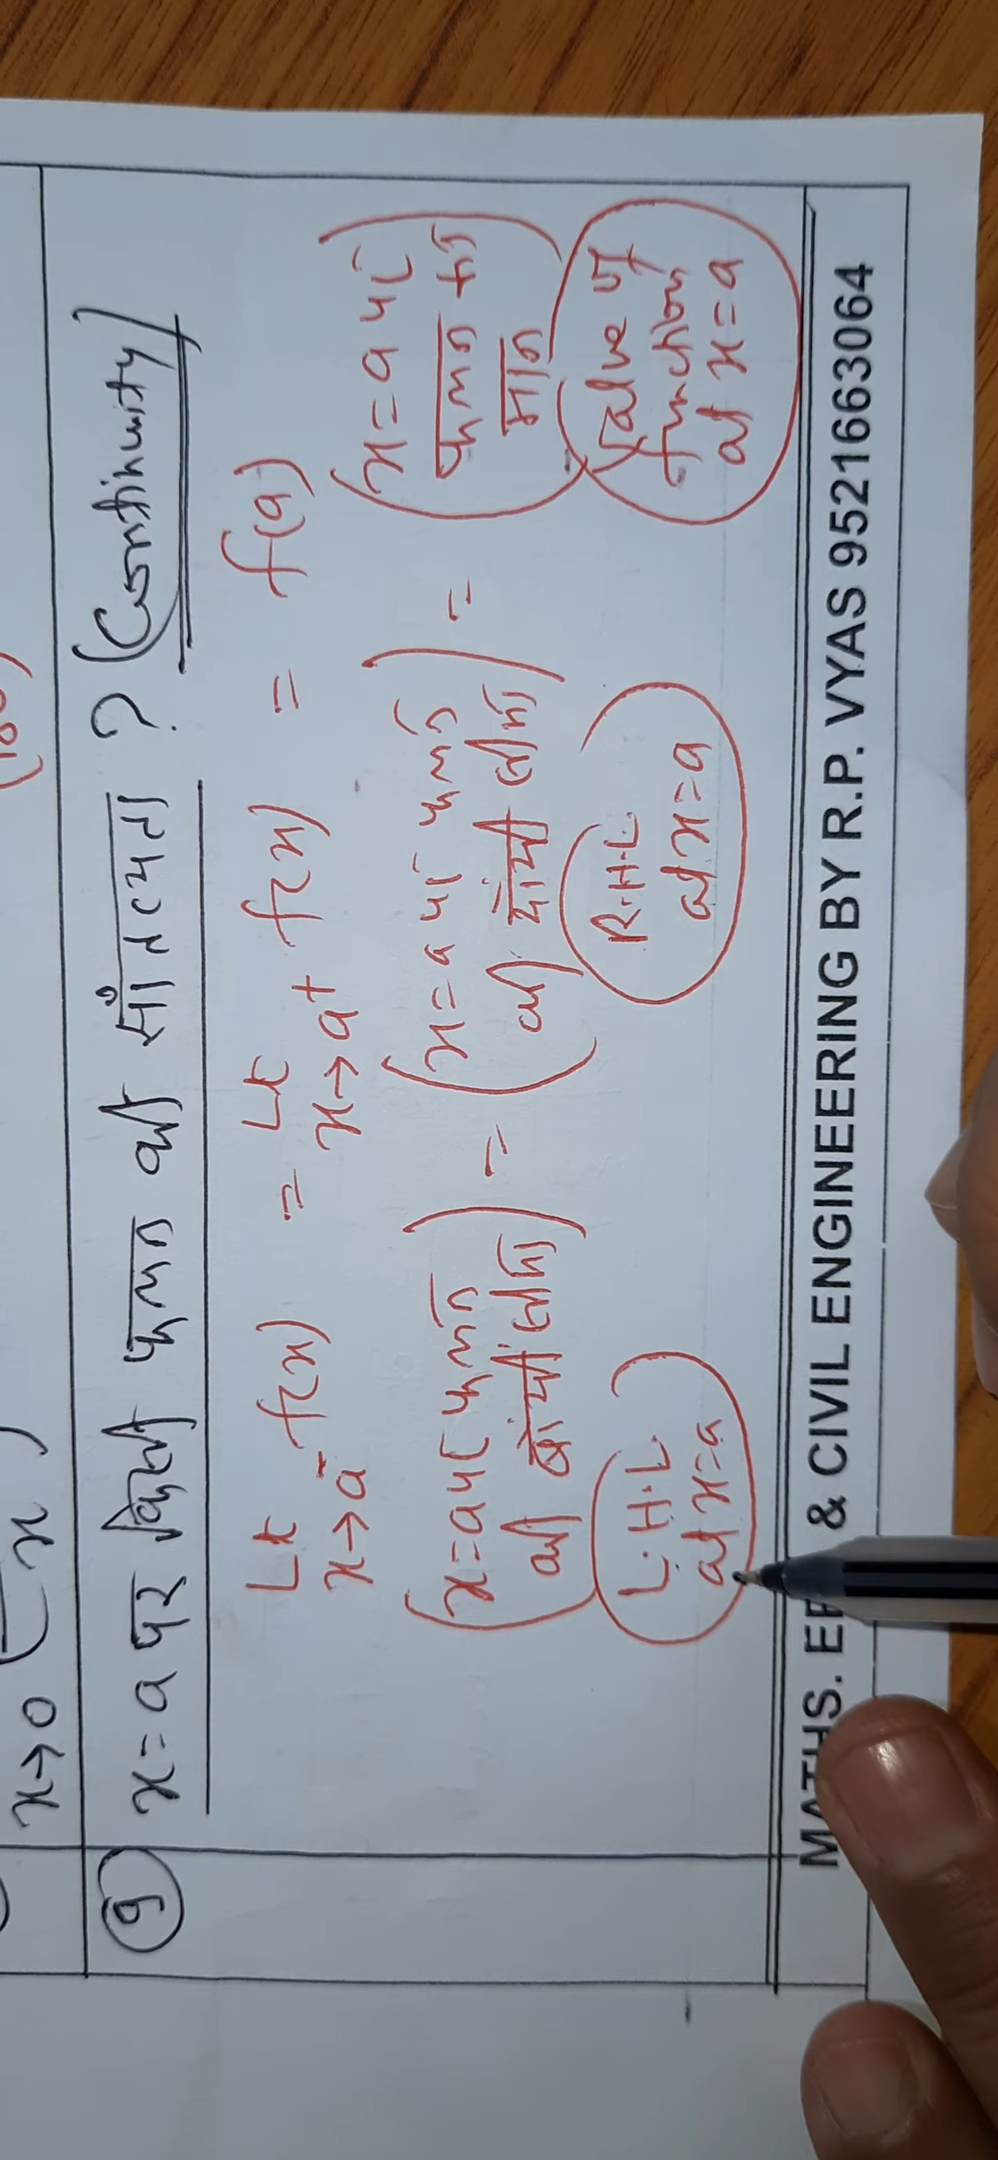 x→0
x
9
x = a पर किसी फलन की सांतत्यता ? (Continuity)
Lt f(x) = Lt f(x) = f(a)
x→a⁻ x→a⁺
(x = a पर फलन की बांयी सीमा) = (x = a पर फलन की दांयी सीमा) = (x = a पर फलन का मान)
L.H.L at x = a
R.H.L at x = a
Value of function at x = a
& CIVIL ENGINEERING BY R.P. VYAS 9521663064